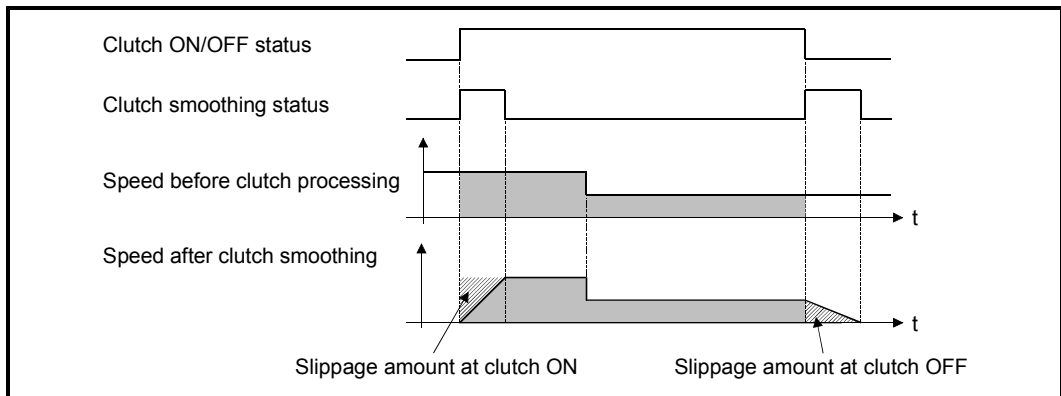 Clutch ON/OFF status
Clutch smoothing status
Speed before clutch processing
t
Speed after clutch smoothing
t
Slippage amount at clutch ON
Slippage amount at clutch OFF